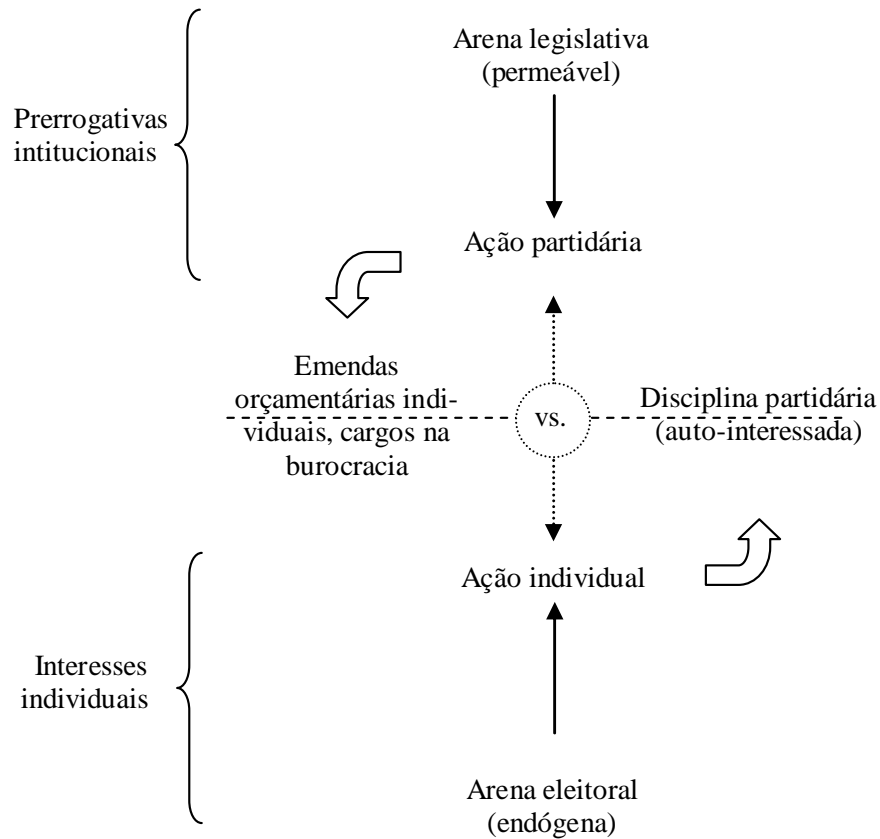 Arena legislativa
(permeável)
Prerrogativas
intitucionais
Ação partidária
Emendas
orçamentárias indi-
viduais, cargos na
burocracia
vs.
Disciplina partidária
(auto-interessada)
Ação individual
Interesses
individuais
Arena eleitoral
(endógena)